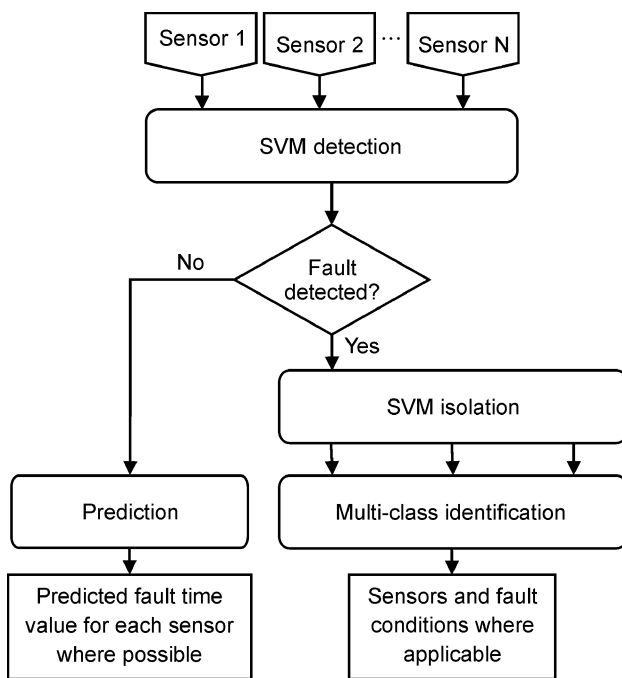 Sensor 1
Sensor 2
...
Sensor N
SVM detection
No
Fault
detected?
Yes
SVM isolation
Prediction
Multi-class identification
Predicted fault time
value for each sensor
where possible
Sensors and fault
conditions where
applicable